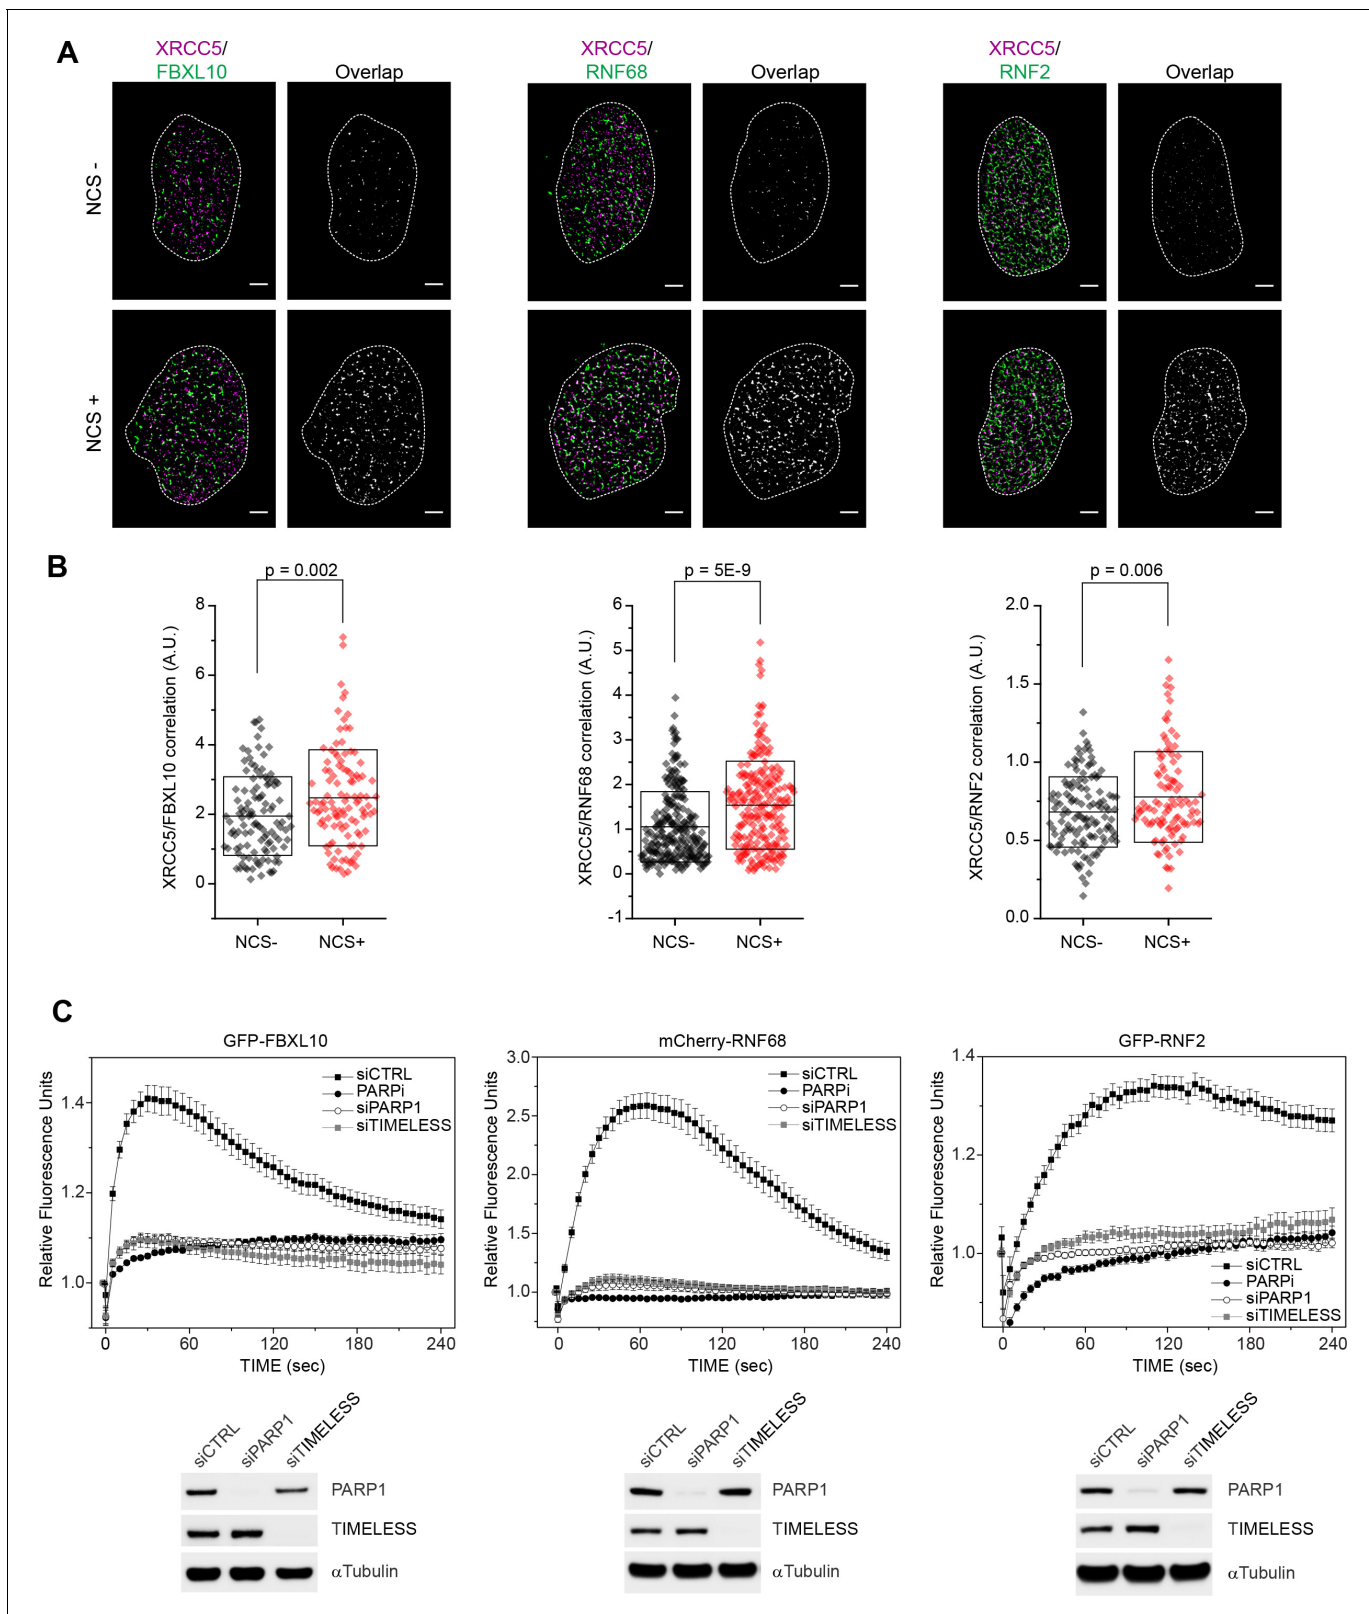 A
XRCC5/
FBXL10
Overlap
XRCC5/
RNF68
Overlap
XRCC5/
RNF2
Overlap
NCS -
NCS +
B
p = 0.002
XRCC5/FBXL10 correlation (A.U.)
8
6
4
2
0
NCS-
NCS+
p = 5E-9
XRCC5/RNF68 correlation (A.U.)
6
5
4
3
2
1
0
-1
NCS-
NCS+
p = 0.006
XRCC5/RNF2 correlation (A.U.)
2.0
1.5
1.0
0.5
0.0
NCS-
NCS+
C
GFP-FBXL10
Relative Fluorescence Units
1.4
1.2
1.0
siCTRL
PARPi
siPARP1
siTIMELESS
0 60 120 180 240
TIME (sec)
mCherry-RNF68
Relative Fluorescence Units
3.0
2.5
2.0
1.5
1.0
siCTRL
PARPi
siPARP1
siTIMELESS
0 60 120 180 240
TIME (sec)
GFP-RNF2
Relative Fluorescence Units
1.4
1.2
1.0
siCTRL
PARPi
siPARP1
siTIMELESS
0 60 120 180 240
TIME (sec)
siCTRL
siPARP1
siTIMELESS
PARP1
TIMELESS
αTubulin
siCTRL
siPARP1
siTIMELESS
PARP1
TIMELESS
αTubulin
siCTRL
siPARP1
siTIMELESS
PARP1
TIMELESS
αTubulin